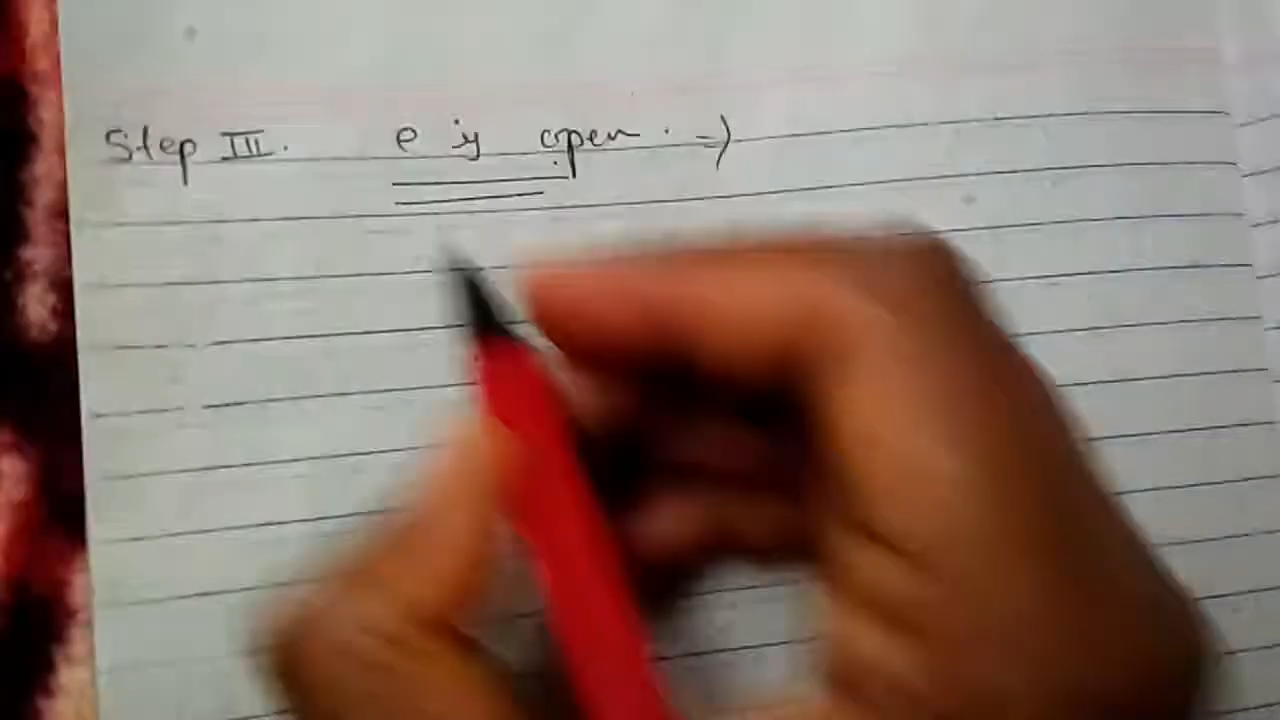 Step III. e is open. =)